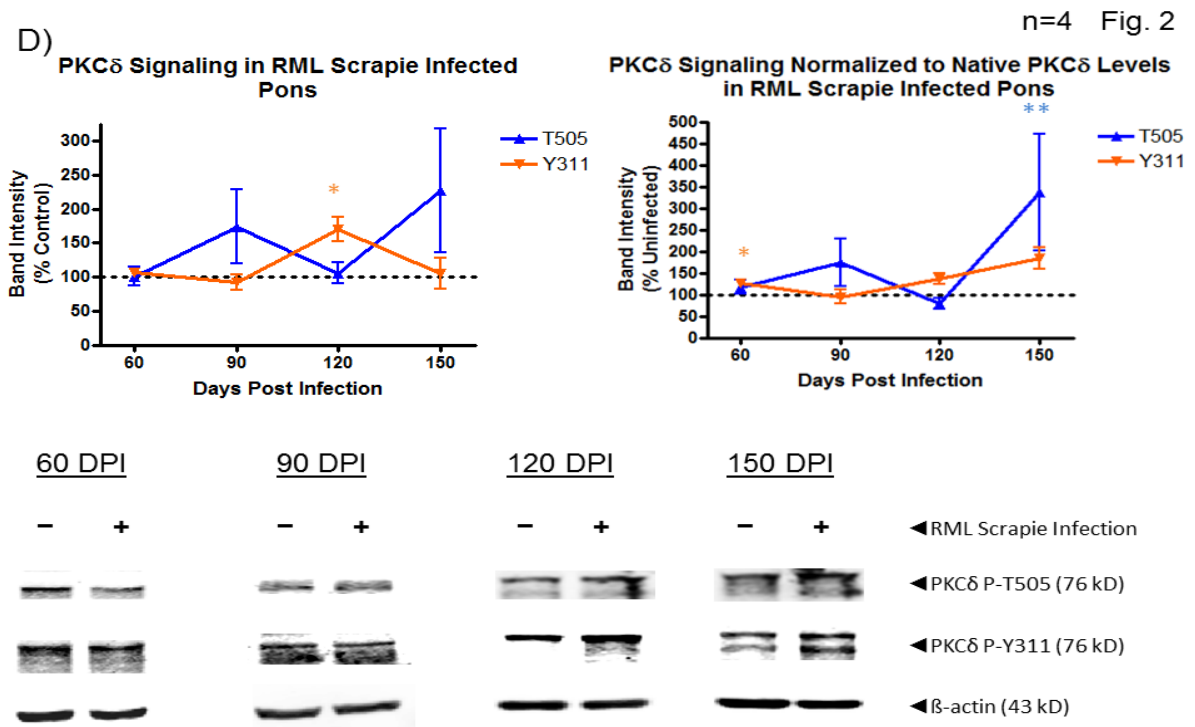 n=4 Fig. 2
D)
PKCδ Signaling in RML Scrapie Infected
Pons
300
250
200
150
100
50
0
60 90 120 150
Band Intensity
(% Control)
Days Post Infection
T505
Y311
*
PKCδ Signaling Normalized to Native PKCδ Levels
in RML Scrapie Infected Pons
500
450
400
350
300
250
200
150
100
50
0
60 90 120 150
Band Intensity
(% Uninfected)
Days Post Infection
T505
Y311
*
**
60 DPI 90 DPI 120 DPI 150 DPI
− + − + − + − + ◄RML Scrapie Infection
◄PKCδ P-T505 (76 kD)
◄PKCδ P-Y311 (76 kD)
◄ß-actin (43 kD)